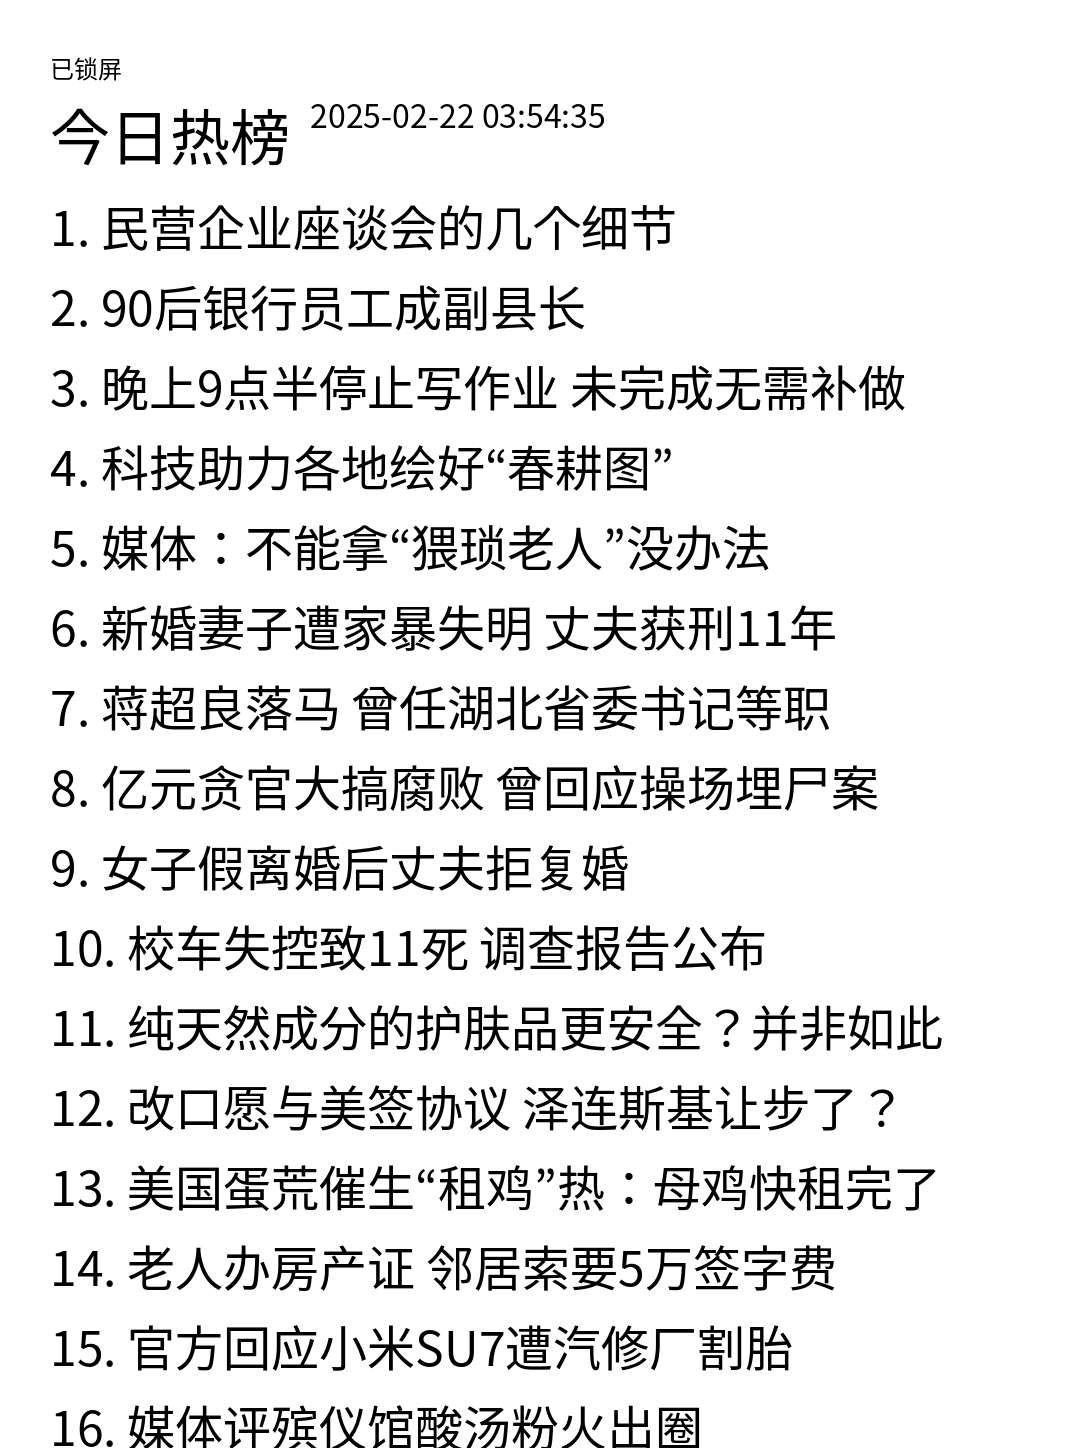 已锁屏
今日热榜 2025-02-22 03:54:35
1. 民营企业座谈会的几个细节
2. 90后银行员工成副县长
3. 晚上9点半停止写作业 未完成无需补做
4. 科技助力各地绘好“春耕图”
5. 媒体：不能拿“猥琐老人”没办法
6. 新婚妻子遭家暴失明 丈夫获刑11年
7. 蒋超良落马 曾任湖北省委书记等职
8. 亿元贪官大搞腐败 曾回应操场埋尸案
9. 女子假离婚后丈夫拒复婚
10. 校车失控致11死 调查报告公布
11. 纯天然成分的护肤品更安全？并非如此
12. 改口愿与美签协议 泽连斯基让步了？
13. 美国蛋荒催生“租鸡”热：母鸡快租完了
14. 老人办房产证 邻居索要5万签字费
15. 官方回应小米SU7遭汽修厂割胎
16. 媒体评殡仪馆酸汤粉火出圈